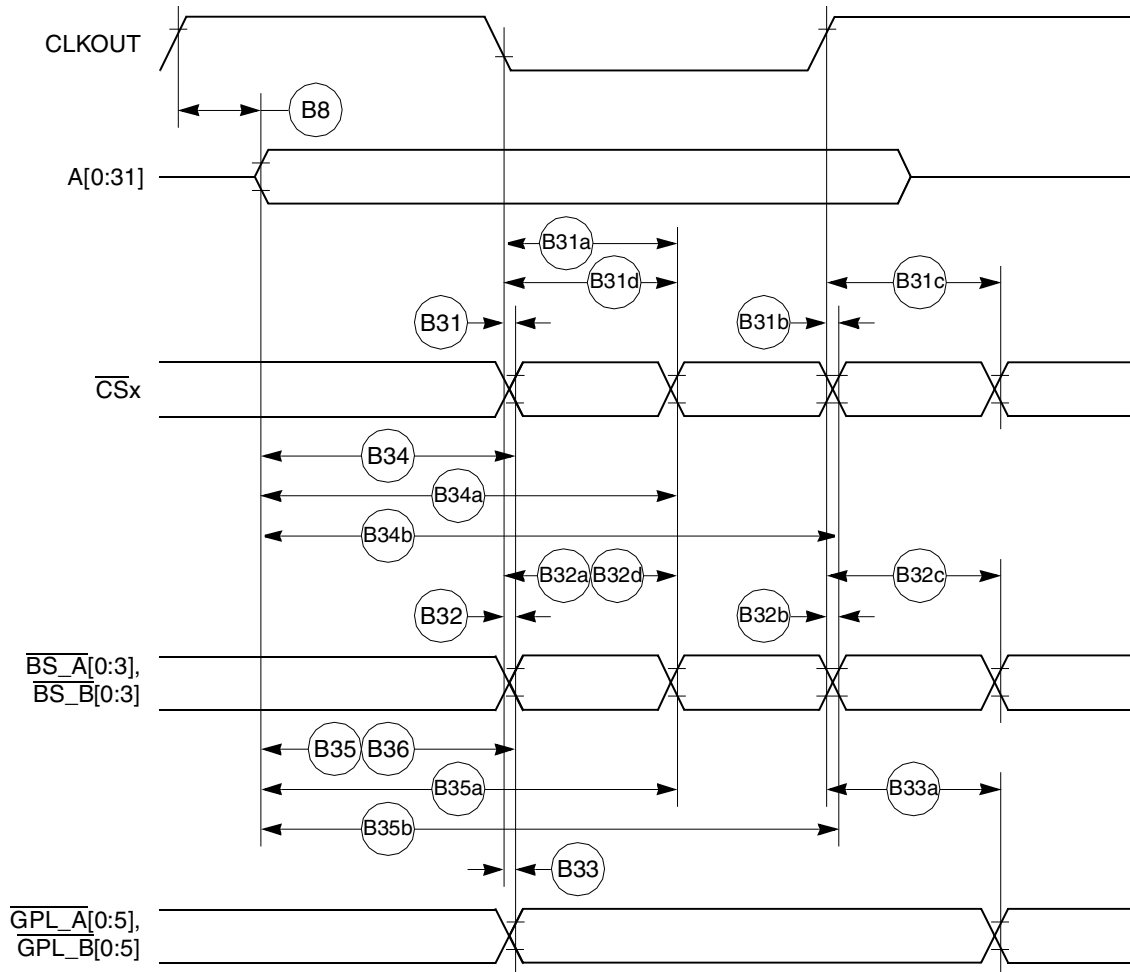 CLKOUT
B8
A[0:31]
B31a
B31d
B31c
B31
B31b
CSx
B34
B34a
B34b
B32a B32d
B32c
B32
B32b
BS_A[0:3],
BS_B[0:3]
B35 B36
B35a
B33a
B35b
B33
GPL_A[0:5],
GPL_B[0:5]